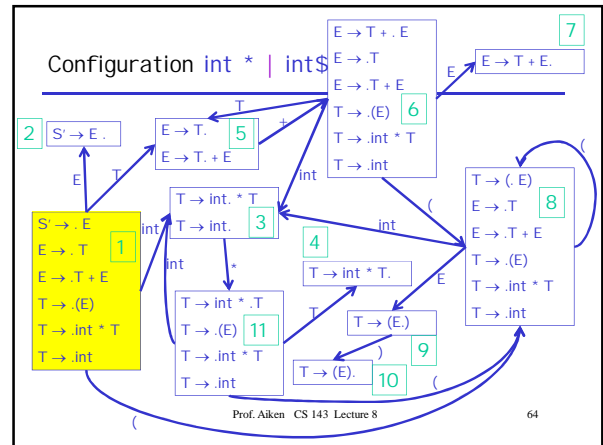 Configuration int * | int$
E → T + . E
E → .T
E → .T + E
T → .(E)
T → .int * T
T → .int
6
7
E → T + E.
E
2
S' → E .
E → T.
E → T. + E
5
T
+
E
T
int
(
(
T → int. * T
T → int.
3
int
T → (. E)
E → .T
E → .T + E
T → .(E)
T → .int * T
T → .int
8
S' → . E
E → . T
E → .T + E
T → .(E)
T → .int * T
T → .int
1
int
int
*
4
T → int * T.
T
E
T → int * .T
T → .(E)
T → .int * T
T → .int
11
T → (E.)
9
)
T → (E).
10
(
(
Prof. Aiken CS 143 Lecture 8
64